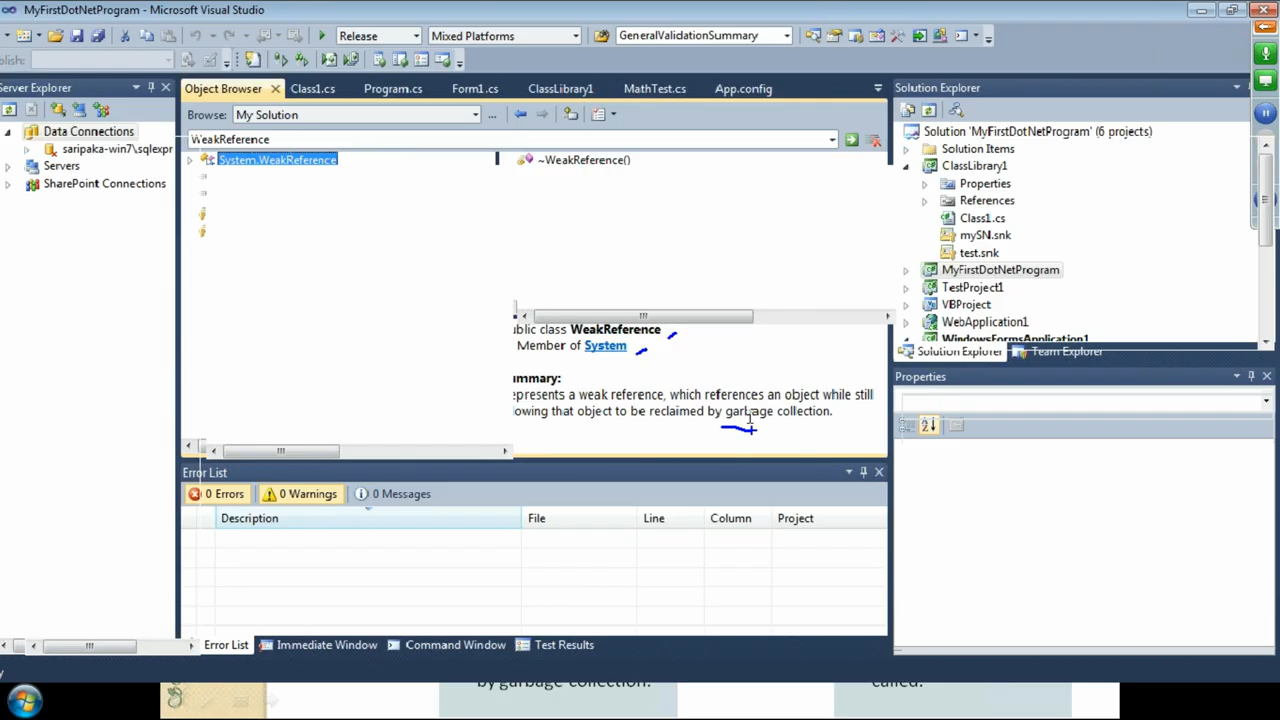 MyFirstDotNetProgram - Microsoft Visual Studio
Release
Mixed Platforms
GeneralValidationSummary
blish:
Server Explorer
Data Connections
saripaka-win7\sqlexpr
Servers
SharePoint Connections
Object Browser
Class1.cs
Program.cs
Form1.cs
ClassLibrary1
MathTest.cs
App.config
Browse:
My Solution
...
WeakReference
System.WeakReference
~WeakReference()
ublic class WeakReference
Member of System
ummary:
epresents a weak reference, which references an object while still
lowing that object to be reclaimed by garbage collection.
Solution Explorer
Solution 'MyFirstDotNetProgram' (6 projects)
Solution Items
ClassLibrary1
Properties
References
Class1.cs
mySN.snk
test.snk
MyFirstDotNetProgram
TestProject1
VBProject
WebApplication1
WindowsFormsApplication1
Solution Explorer
Team Explorer
Properties
Error List
0 Errors
0 Warnings
0 Messages
Description
File
Line
Column
Project
Error List
Immediate Window
Command Window
Test Results
by garbage collection.
called.